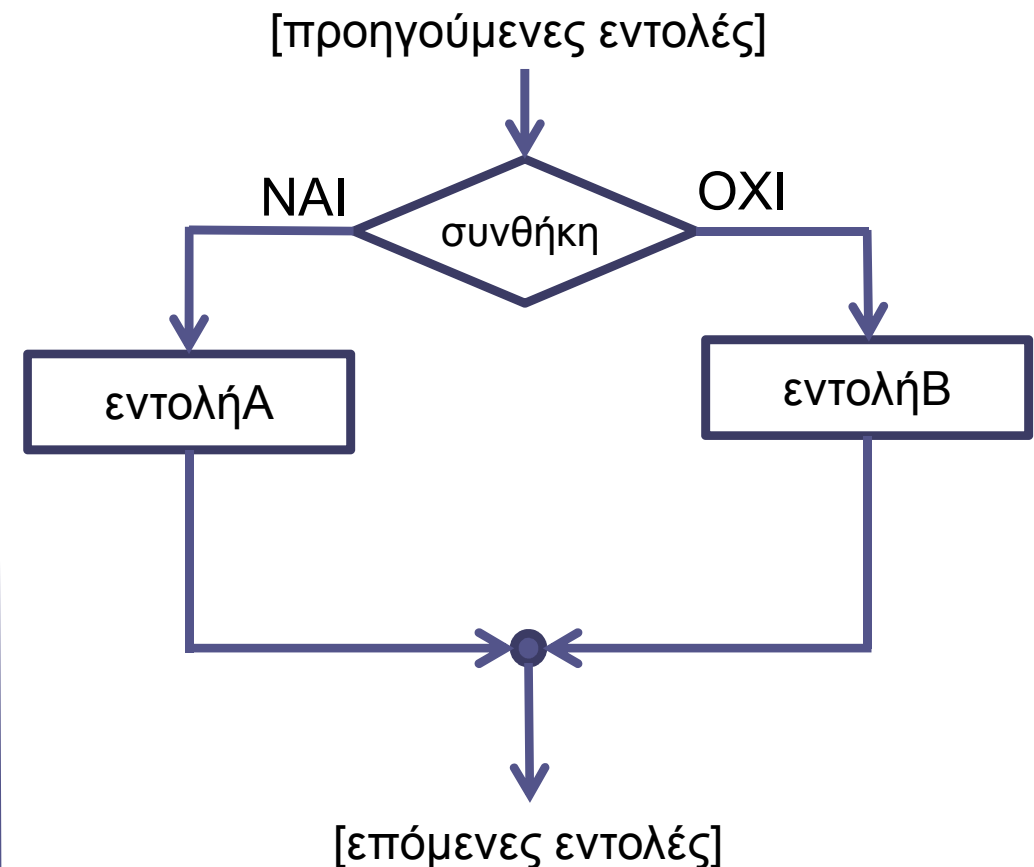 [προηγούμενες εντολές]
ΝΑΙ
ΟΧΙ
συνθήκη
εντολήΑ
εντολήΒ
[επόμενες εντολές]